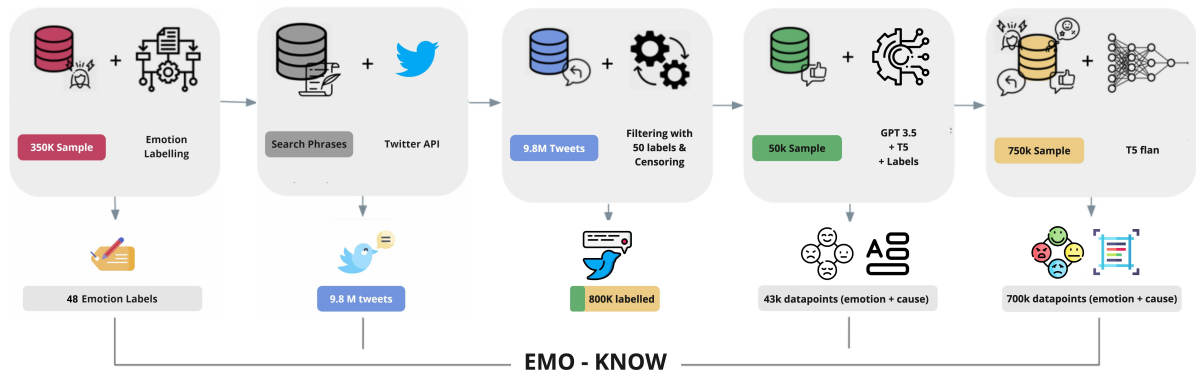 350K Sample
Emotion
Labelling
Search Phrases
Twitter API
9.8M Tweets
Filtering with
50 labels &
Censoring
50k Sample
GPT 3.5
+ T5
+ Labels
750k Sample
T5 flan
48 Emotion Labels
9.8 M tweets
800K labelled
43k datapoints (emotion + cause)
700k datapoints (emotion + cause)
EMO - KNOW